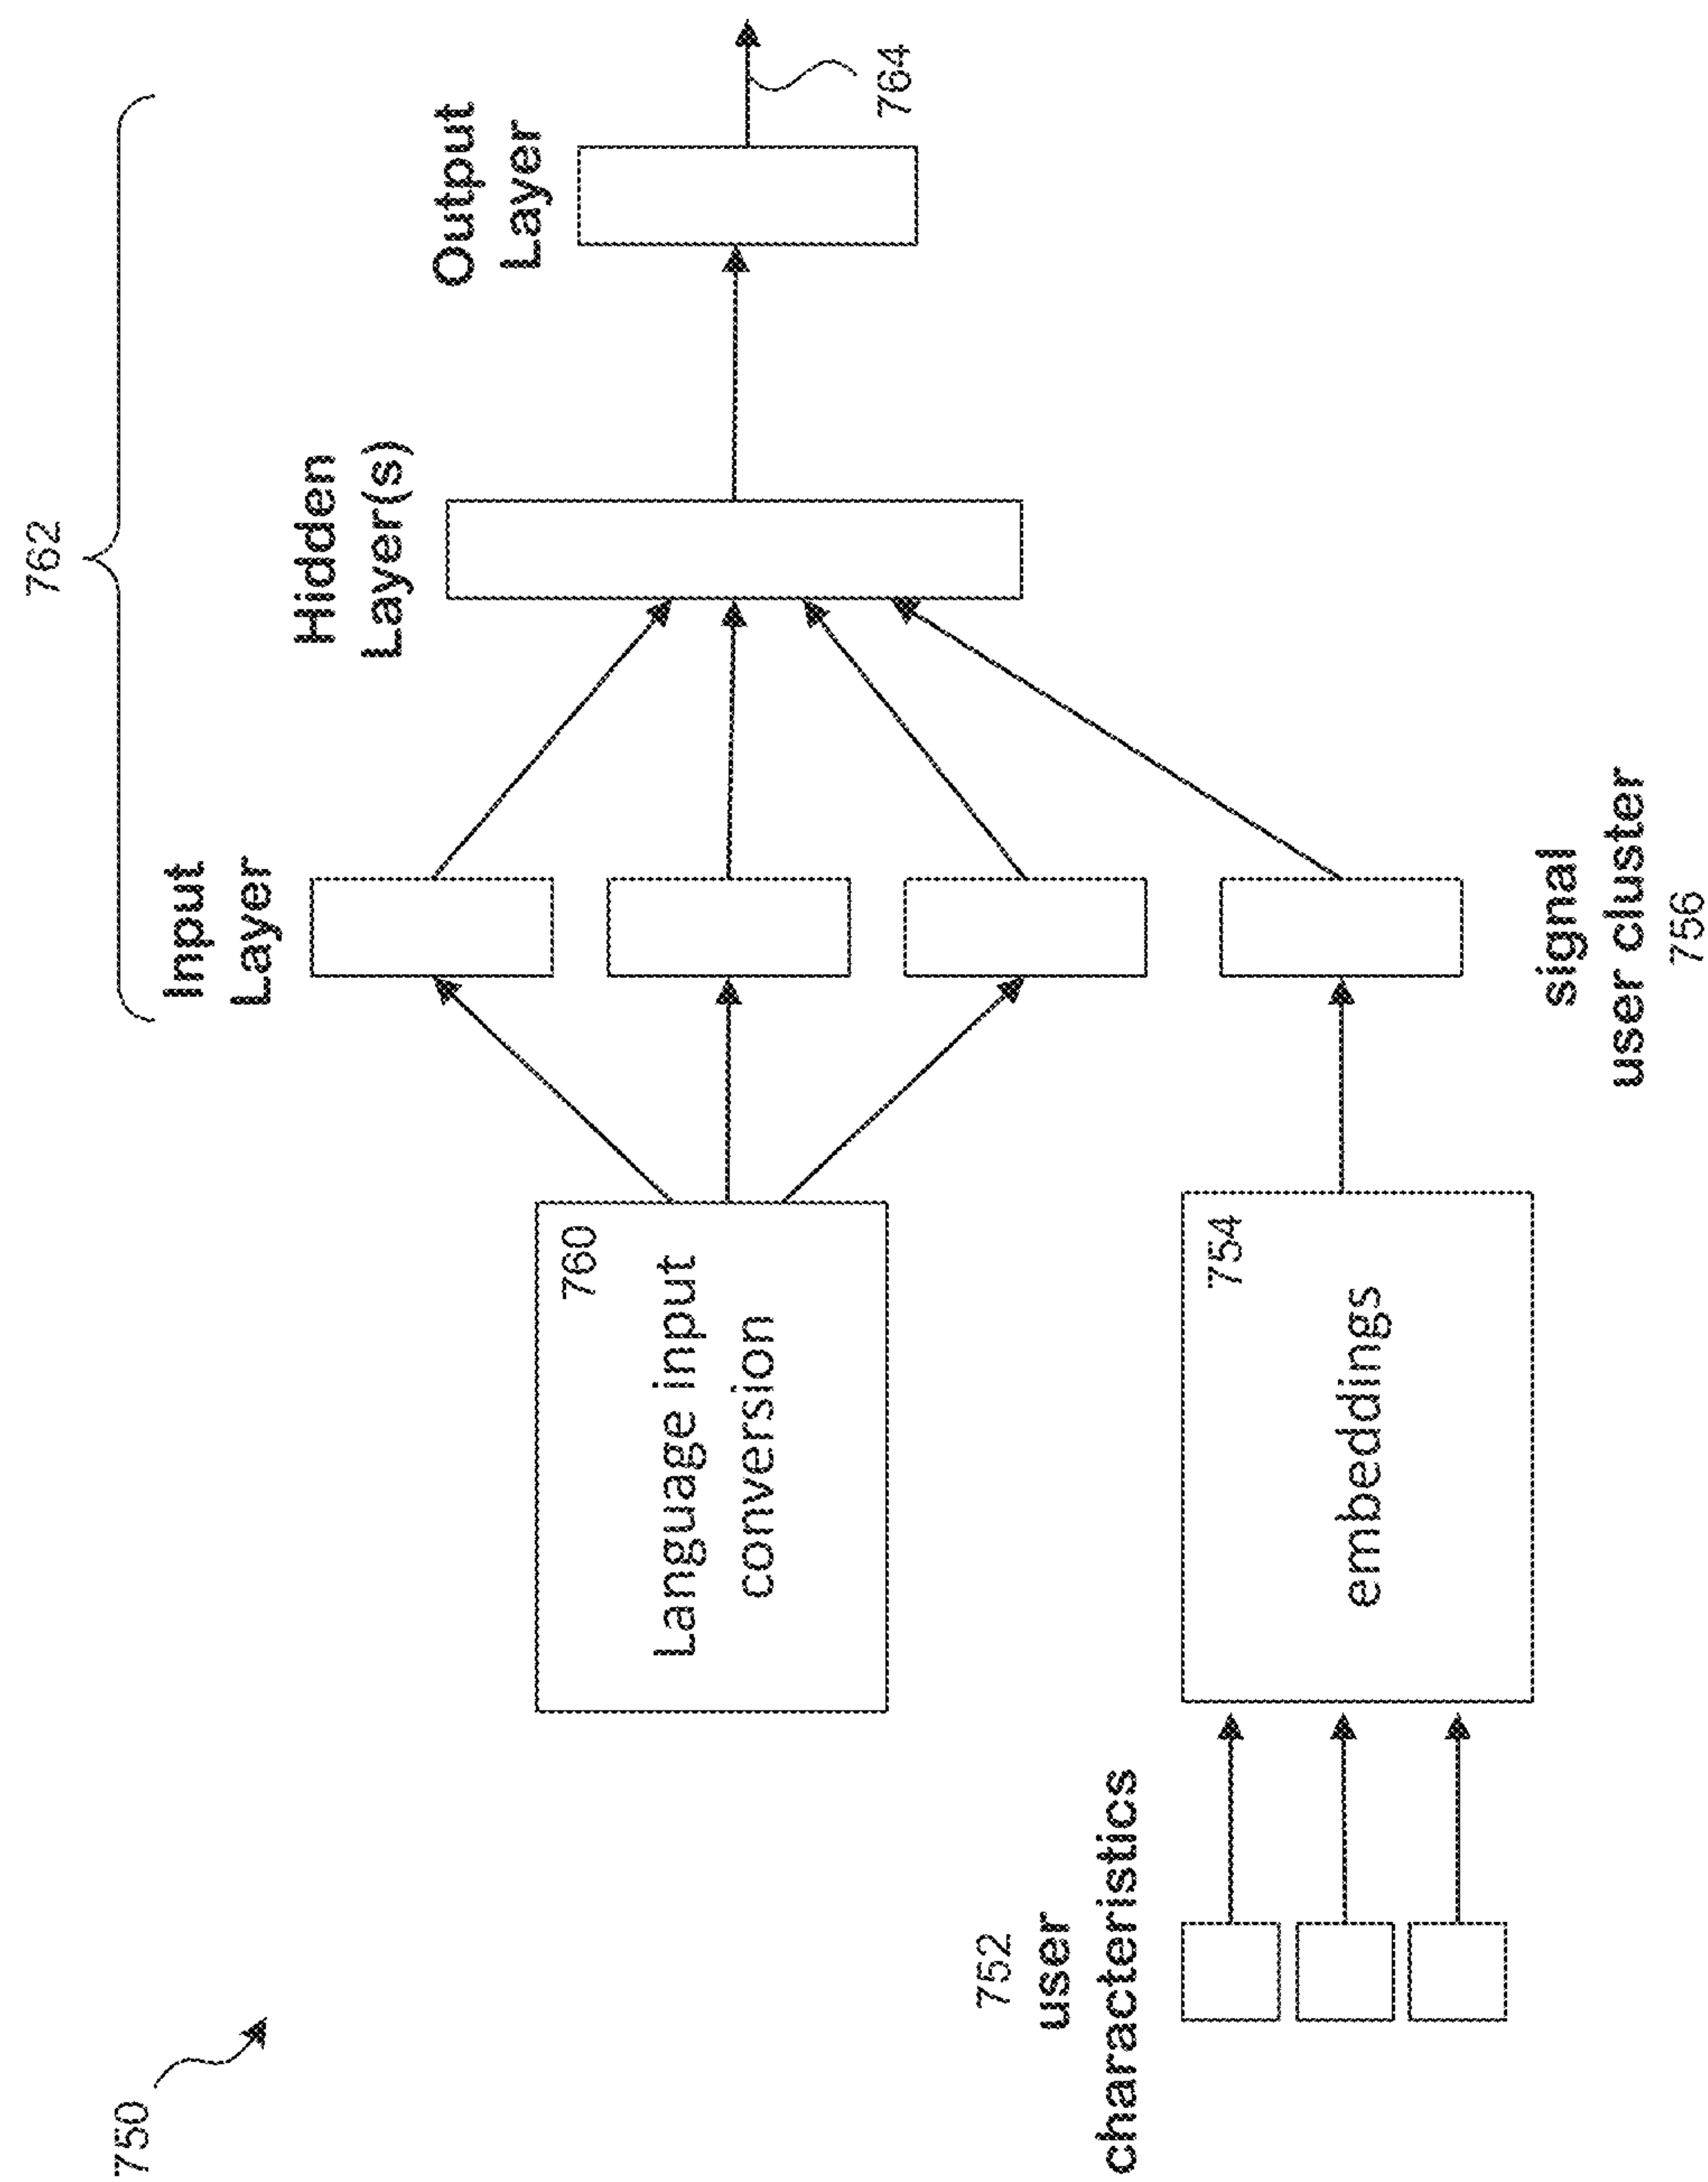 750
762
Input
Layer
Hidden
Layer(s)
Output
Layer
764
760
Language input
conversion
752
user
characteristics
754
embeddings
signal
user cluster
756